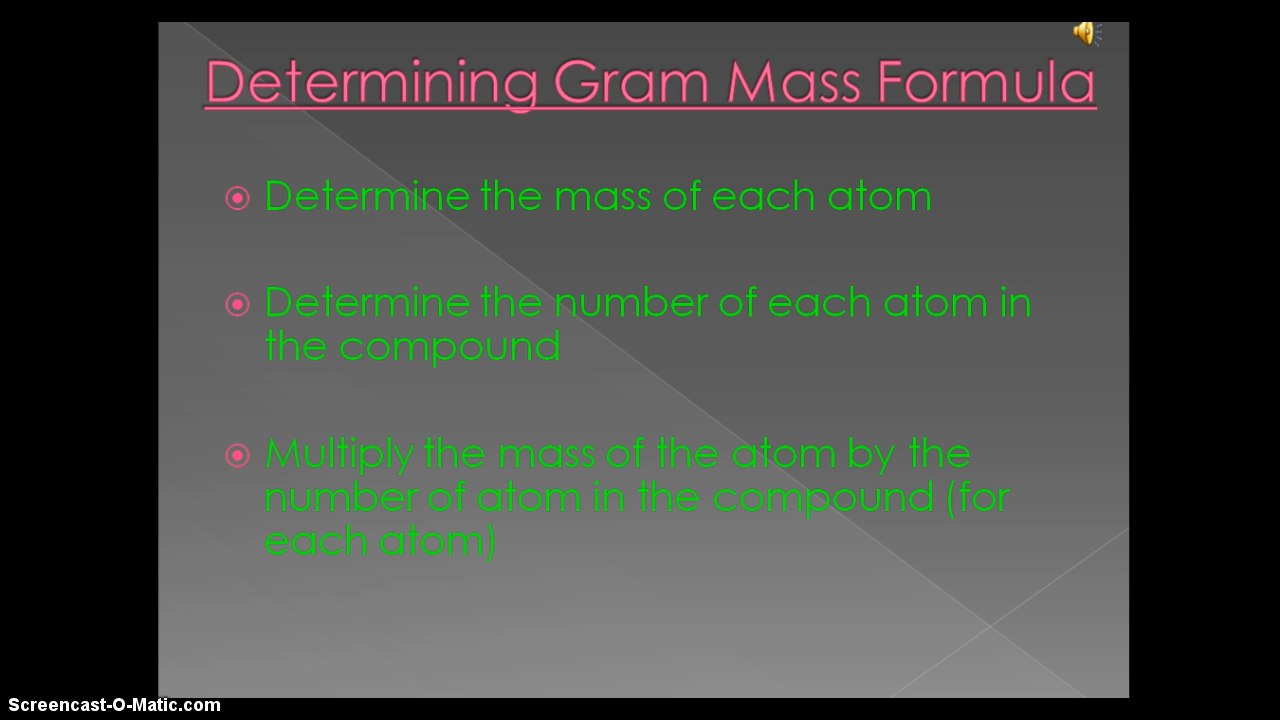 Determining Gram Mass Formula
Determine the mass of each atom
Determine the number of each atom in
the compound
Multiply the mass of the atom by the
number of atom in the compound (for
each atom)
Screencast-O-Matic.com